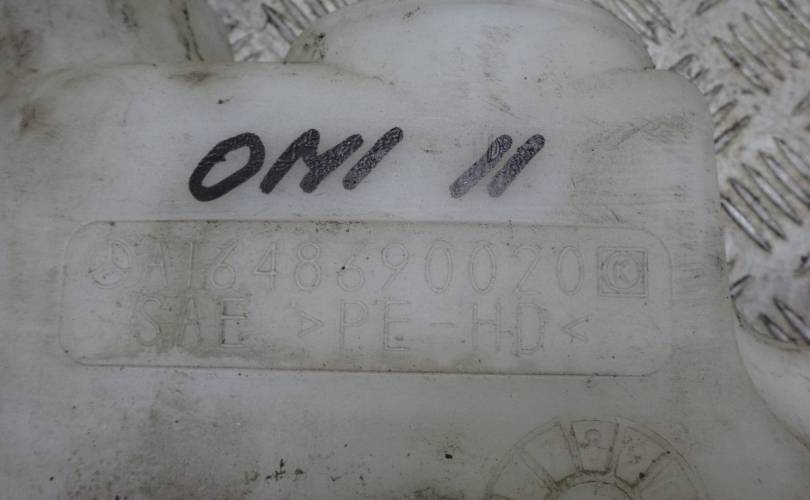 OMI 11
A1648690020 K
SAE >PE-HD<